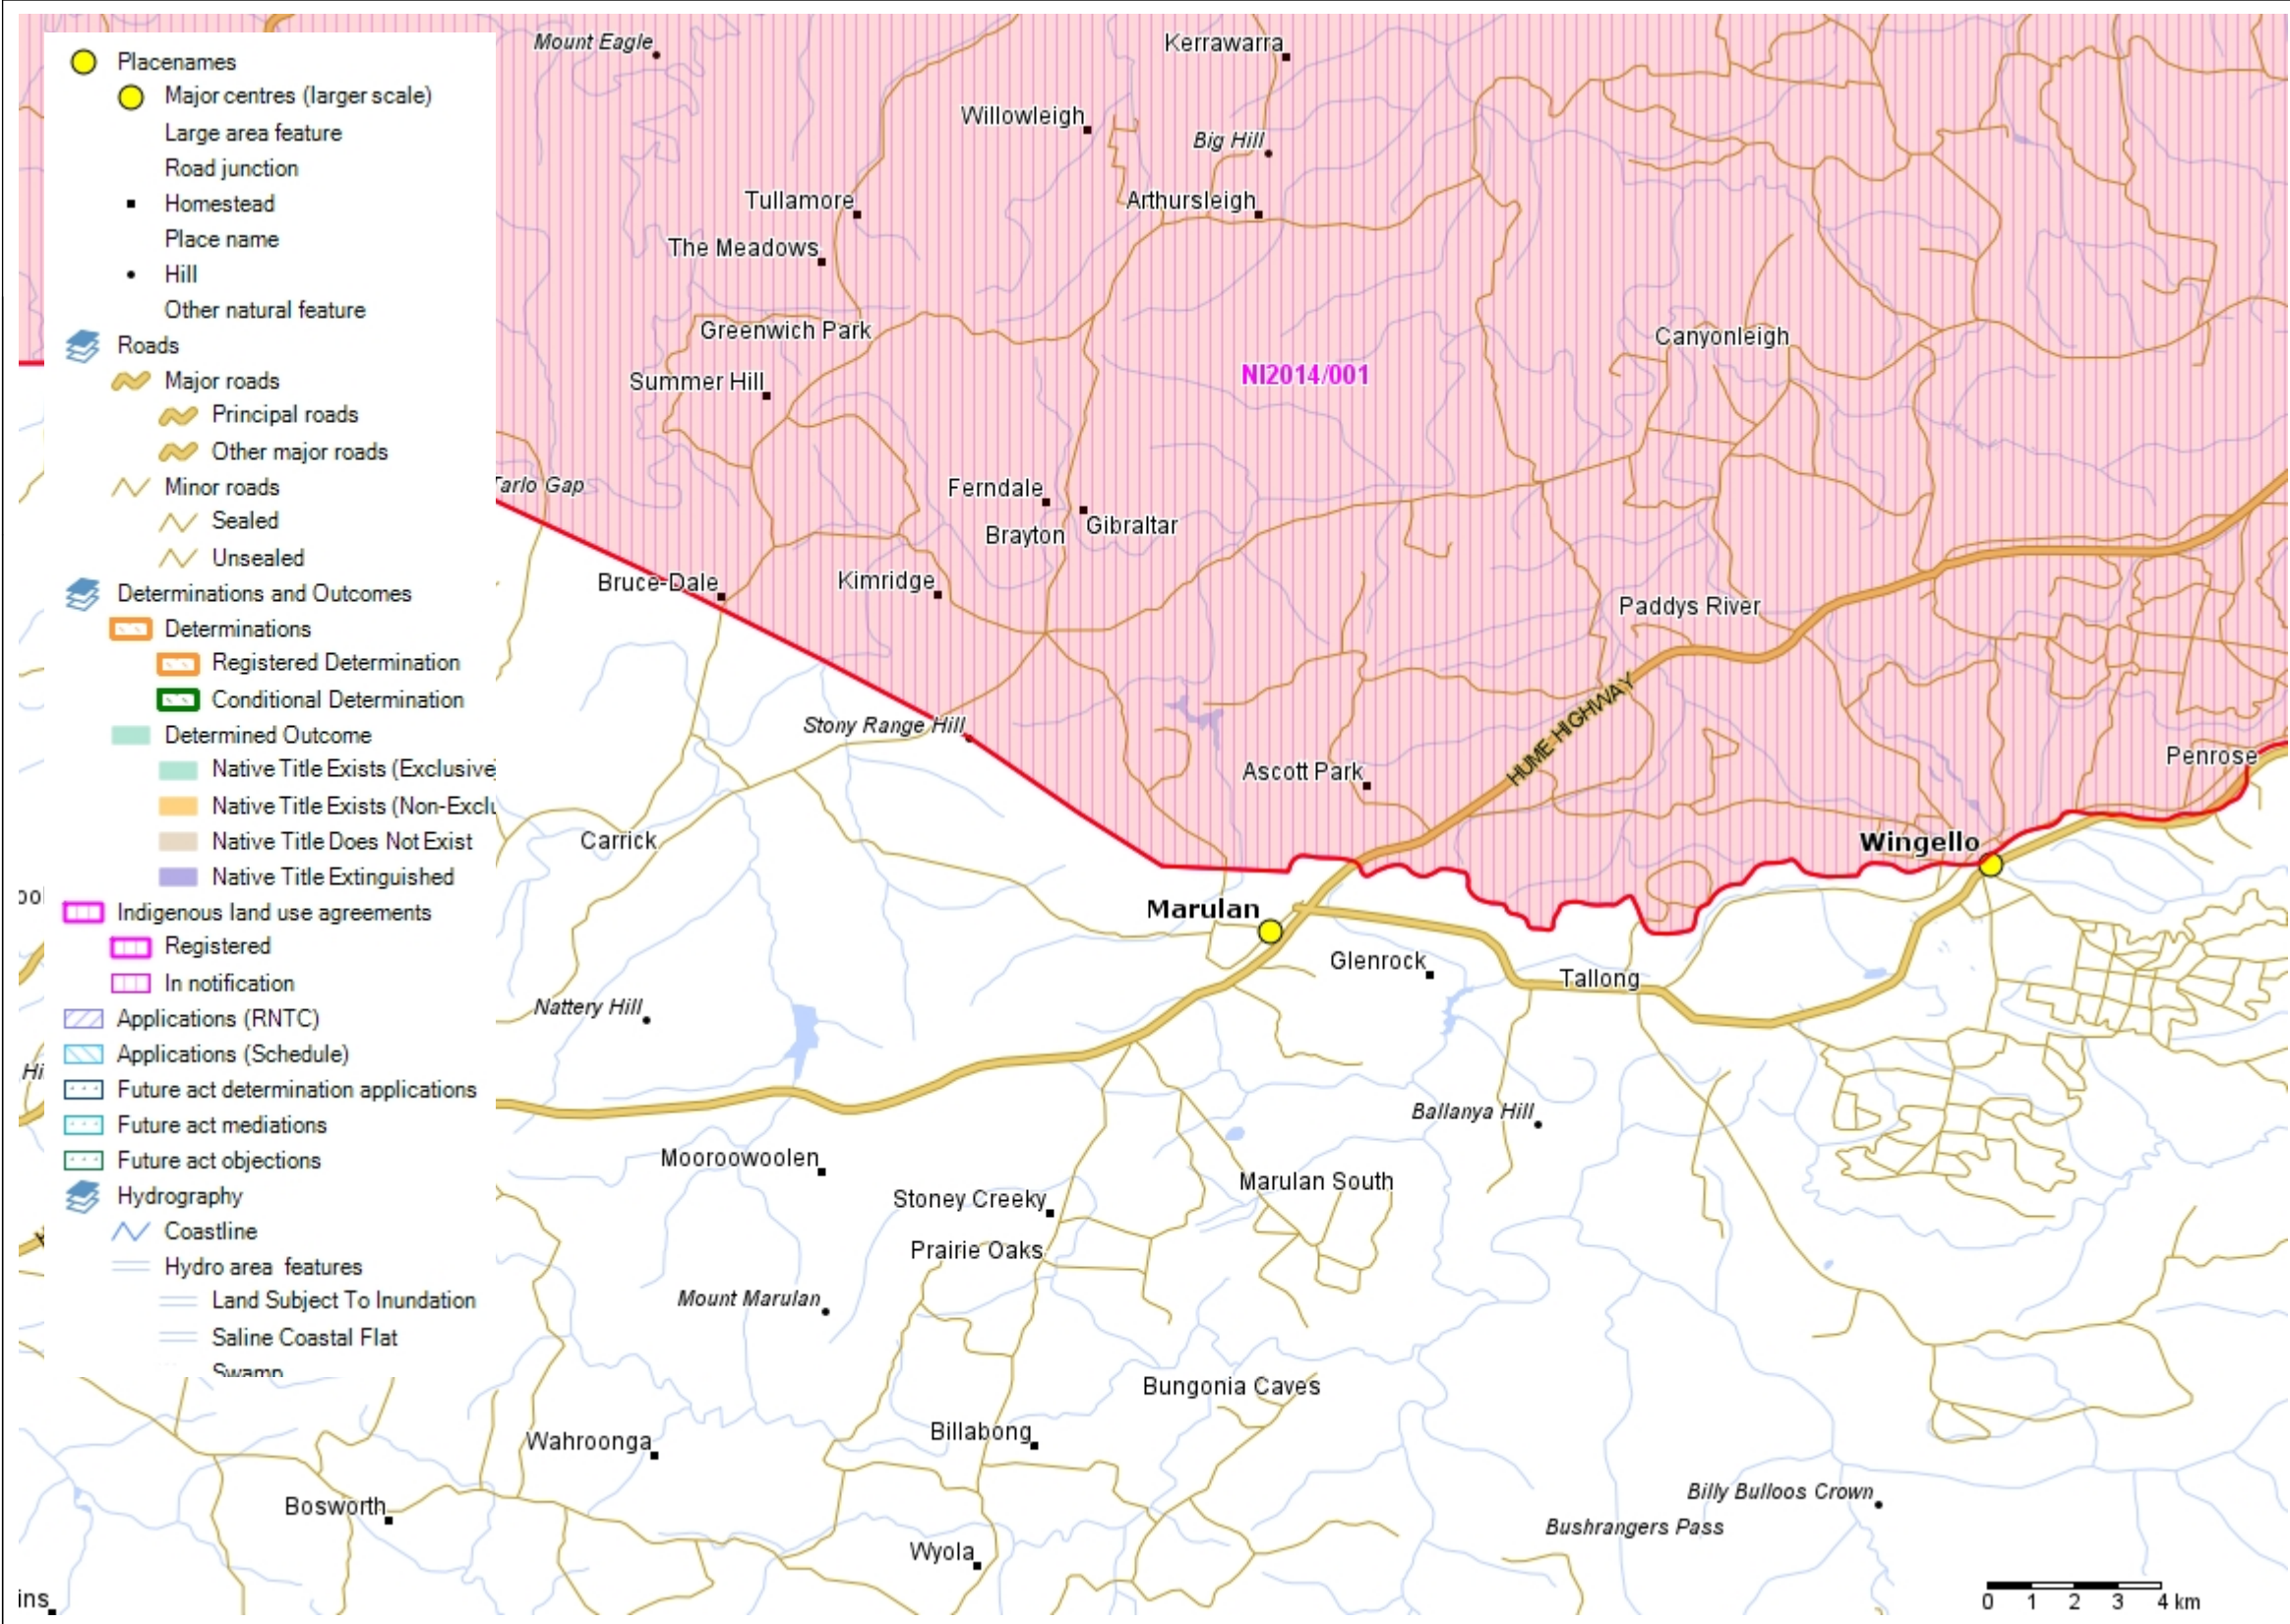 Placenames
Major centres (larger scale)
Large area feature
Road junction
Homestead
Place name
Hill
Other natural feature
Roads
Major roads
Principal roads
Other major roads
Minor roads
Sealed
Unsealed
Determinations and Outcomes
Determinations
Registered Determination
Conditional Determination
Determined Outcome
Native Title Exists (Exclusive
Native Title Exists (Non-Exclu
Native Title Does Not Exist
Native Title Extinguished
Indigenous land use agreements
Registered
In notification
Applications (RNTC)
Applications (Schedule)
Future act determination applications
Future act mediations
Future act objections
Hydrography
Coastline
Hydro area features
Land Subject To Inundation
Saline Coastal Flat
Swamp
Mount Eagle
Kerrawarra
Willowleigh
Big Hill
Tullamore
Arthursleigh
The Meadows
Greenwich Park
Canyonleigh
NI2014/001
Summer Hill
Tarlo Gap
Ferndale
Gibraltar
Brayton
Bruce-Dale
Kimridge
Paddys River
HUME HIGHWAY
Stony Range Hill
Penrose
Ascott Park
Carrick
Wingello
Marulan
Glenrock
Tallong
Nattery Hill
Ballanya Hill
Mooroowoolen
Marulan South
Stoney Creeky
Prairie Oaks
Mount Marulan
Bungonia Caves
Billabong
Wahroonga
Billy Bulloos Crown
Bosworth
Bushrangers Pass
Wyola
ins
0 1 2 3 4 km